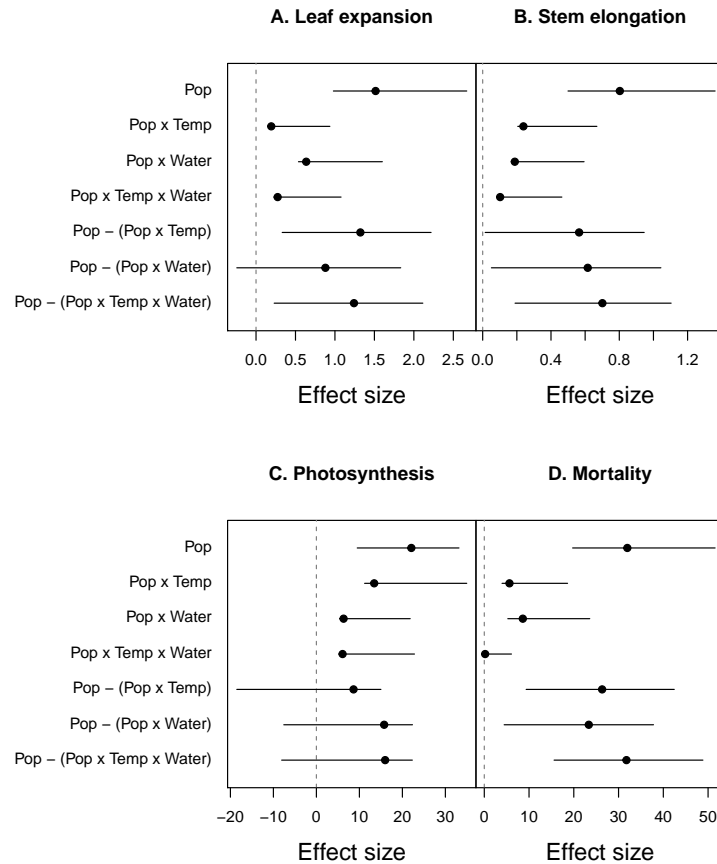 A. Leaf expansion
B. Stem elongation
Pop
Pop x Temp
Pop x Water
Pop x Temp x Water
Pop − (Pop x Temp)
Pop − (Pop x Water)
Pop − (Pop x Temp x Water)
0.0 0.5 1.0 1.5 2.0 2.5
0.0 0.4 0.8 1.2
Effect size
Effect size
C. Photosynthesis
D. Mortality
Pop
Pop x Temp
Pop x Water
Pop x Temp x Water
Pop − (Pop x Temp)
Pop − (Pop x Water)
Pop − (Pop x Temp x Water)
−20 −10 0 10 20 30
0 10 20 30 40 50
Effect size
Effect size